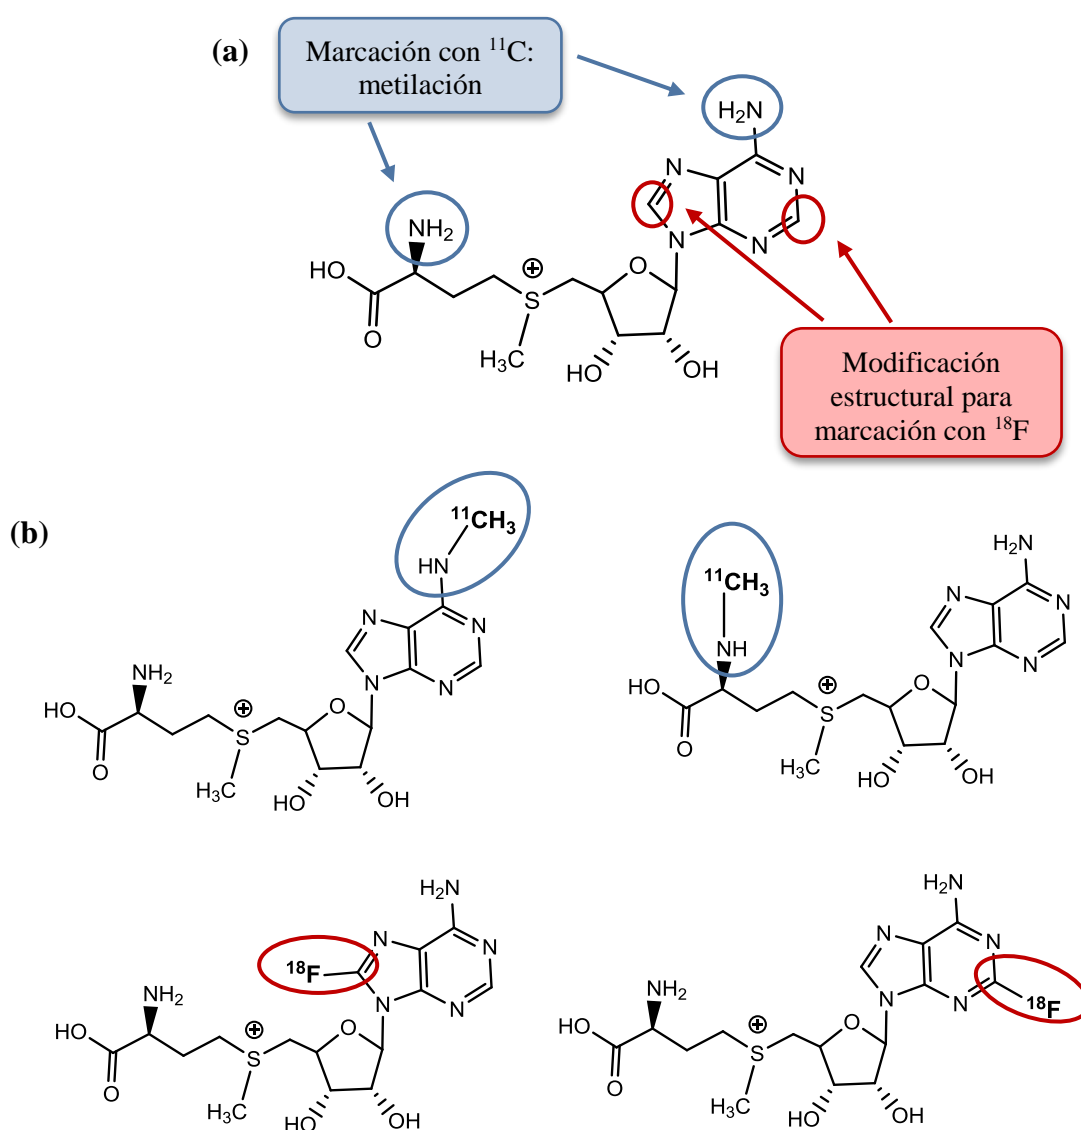 (a)
Marcación con ¹¹C:
metilación
H₂N
N
N
NH₂
N
N
HO
O
⊕
O
S
H₃C
HO
OH
Modificación
estructural para
marcación con ¹⁸F
(b)
¹¹CH₃
HN
N
N
NH₂
N
N
HO
O
⊕
O
S
H₃C
HO
OH
H₂N
¹¹CH₃
N
N
NH
N
N
HO
O
⊕
O
S
H₃C
HO
OH
H₂N
N
N
¹⁸F
NH₂
N
N
HO
O
⊕
O
S
H₃C
HO
OH
H₂N
N
N
NH₂
N
N
¹⁸F
HO
O
⊕
O
S
H₃C
HO
OH